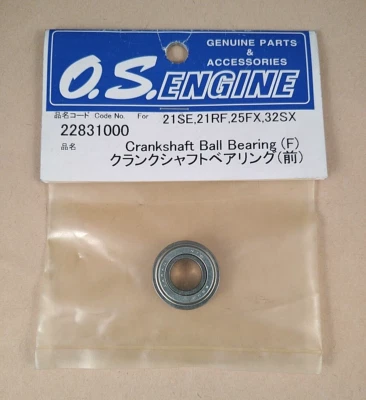 GENUINE PARTS
& ACCESSORIES
O.S.ENGINE
品名コード Code No. For 21SE,21RF,25FX,32SX
22831000
品名 Crankshaft Ball Bearing (F)
クランクシャフトベアリング(前)